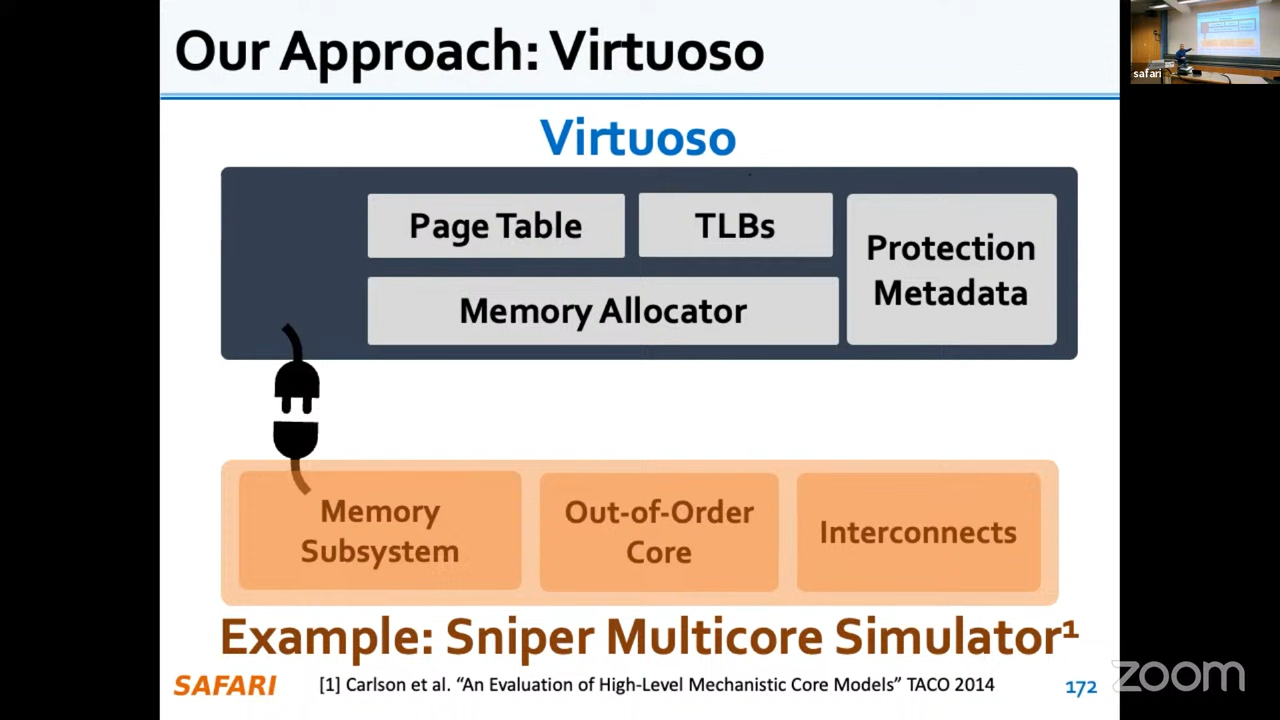 Our Approach: Virtuoso
safari
Virtuoso
Page Table
TLBs
Protection
Metadata
Memory Allocator
Memory
Subsystem
Out-of-Order
Core
Interconnects
Example: Sniper Multicore Simulator¹
SAFARI
[1] Carlson et al. “An Evaluation of High-Level Mechanistic Core Models” TACO 2014
172
zoom